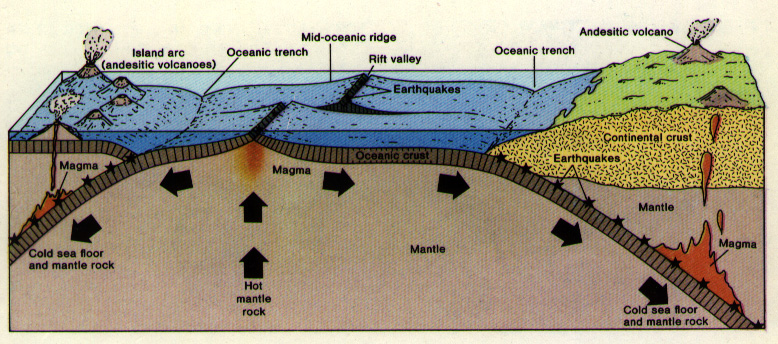 Andesitic volcano
Mid-oceanic ridge
Island arc
(andesitic volcanoes)
Oceanic trench
Rift valley
Oceanic trench
Earthquakes
Continental crust
Oceanic crust
Earthquakes
Magma
Magma
Mantle
Magma
Mantle
Cold sea floor
and mantle rock
Hot
mantle
rock
Cold sea floor
and mantle rock